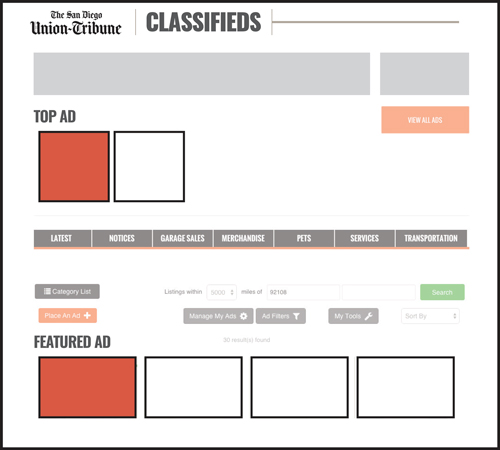 The San Diego
Union-Tribune
CLASSIFIEDS
TOP AD
VIEW ALL ADS
LATEST NOTICES GARAGE SALES MERCHANDISE PETS SERVICES TRANSPORTATION
Category List Listings within 5000 miles of 92108 Search
Place An Ad Manage My Ads Ad Filters My Tools Sort By
FEATURED AD 30 result(s) found